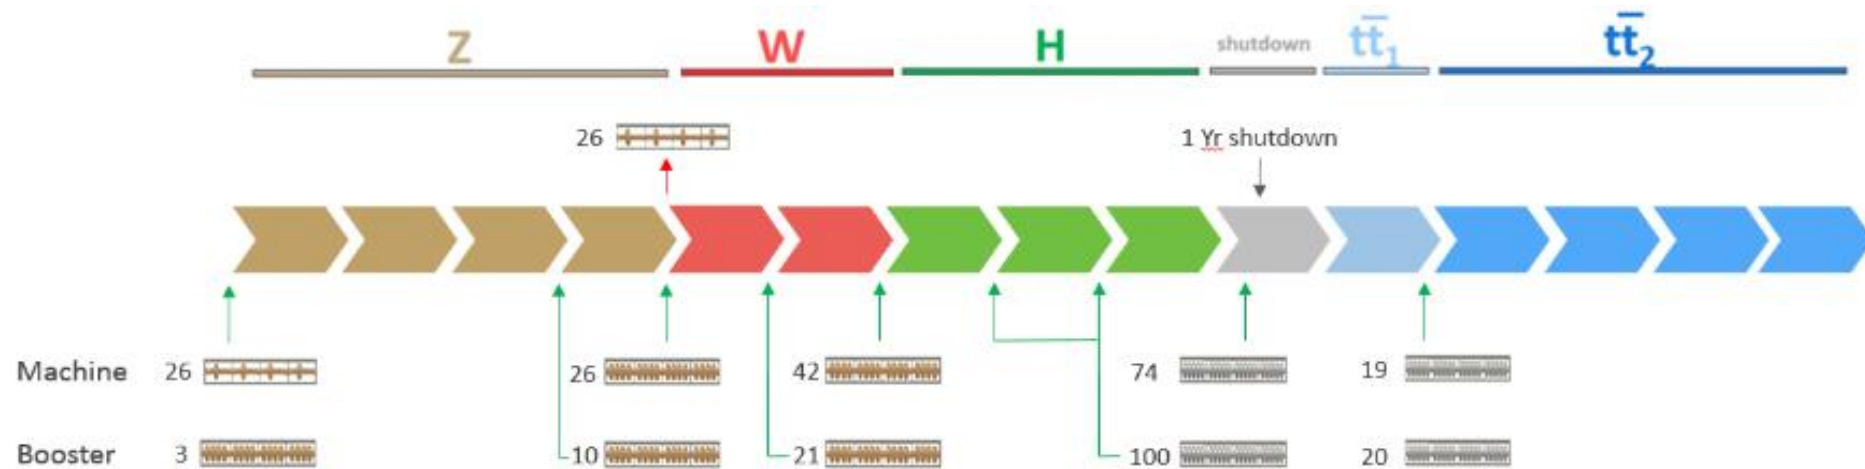 Z W H shutdown tt̅₁ tt̅₂
26 1 Yr shutdown
Machine 26 26 42 74 19
Booster 3 10 21 100 20